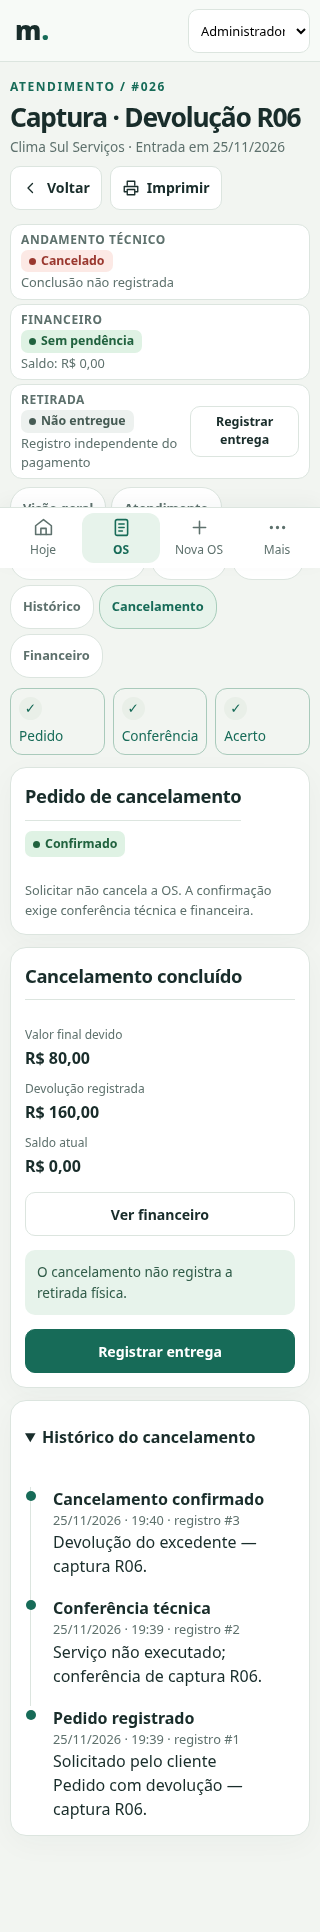 m.
Administrador
ATENDIMENTO / #026
Captura · Devolução R06
Clima Sul Serviços · Entrada em 25/11/2026
Voltar
Imprimir
ANDAMENTO TÉCNICO
Cancelado
Conclusão não registrada
FINANCEIRO
Sem pendência
Saldo: R$ 0,00
RETIRADA
Não entregue
Registro independente do
pagamento
Registrar
entrega
Hoje
OS
Nova OS
Mais
Histórico
Cancelamento
Financeiro
✓
Pedido
✓
Conferência
✓
Acerto
Pedido de cancelamento
Confirmado
Solicitar não cancela a OS. A confirmação
exige conferência técnica e financeira.
Cancelamento concluído
Valor final devido
R$ 80,00
Devolução registrada
R$ 160,00
Saldo atual
R$ 0,00
Ver financeiro
O cancelamento não registra a
retirada física.
Registrar entrega
Histórico do cancelamento
Cancelamento confirmado
25/11/2026 · 19:40 · registro #3
Devolução do excedente —
captura R06.
Conferência técnica
25/11/2026 · 19:39 · registro #2
Serviço não executado;
conferência de captura R06.
Pedido registrado
25/11/2026 · 19:39 · registro #1
Solicitado pelo cliente
Pedido com devolução —
captura R06.